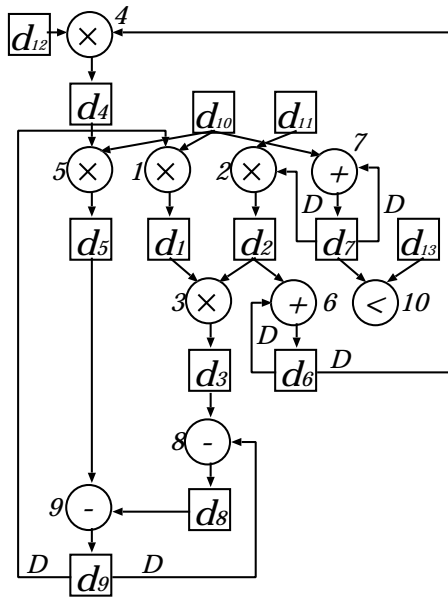 4
d12 ×
d4 d10 d11
7
5 × 1 × 2 × +
D D
d5 d1 d2 d7 d13
3 × + 6 < 10
D
d3 d6 D
8 -
9 - d8
D d9 D